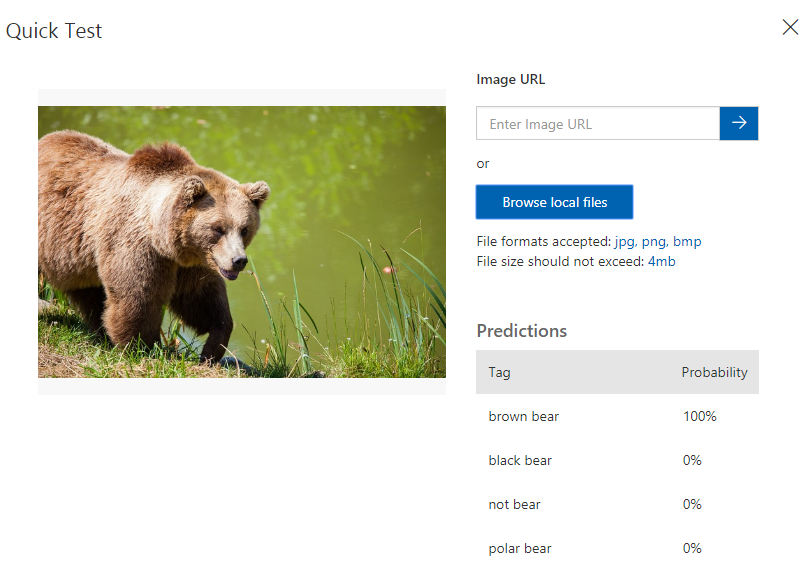 Quick Test
Image URL
Enter Image URL
or
Browse local files
File formats accepted: jpg, png, bmp
File size should not exceed: 4mb
Predictions
Tag Probability
brown bear 100%
black bear 0%
not bear 0%
polar bear 0%